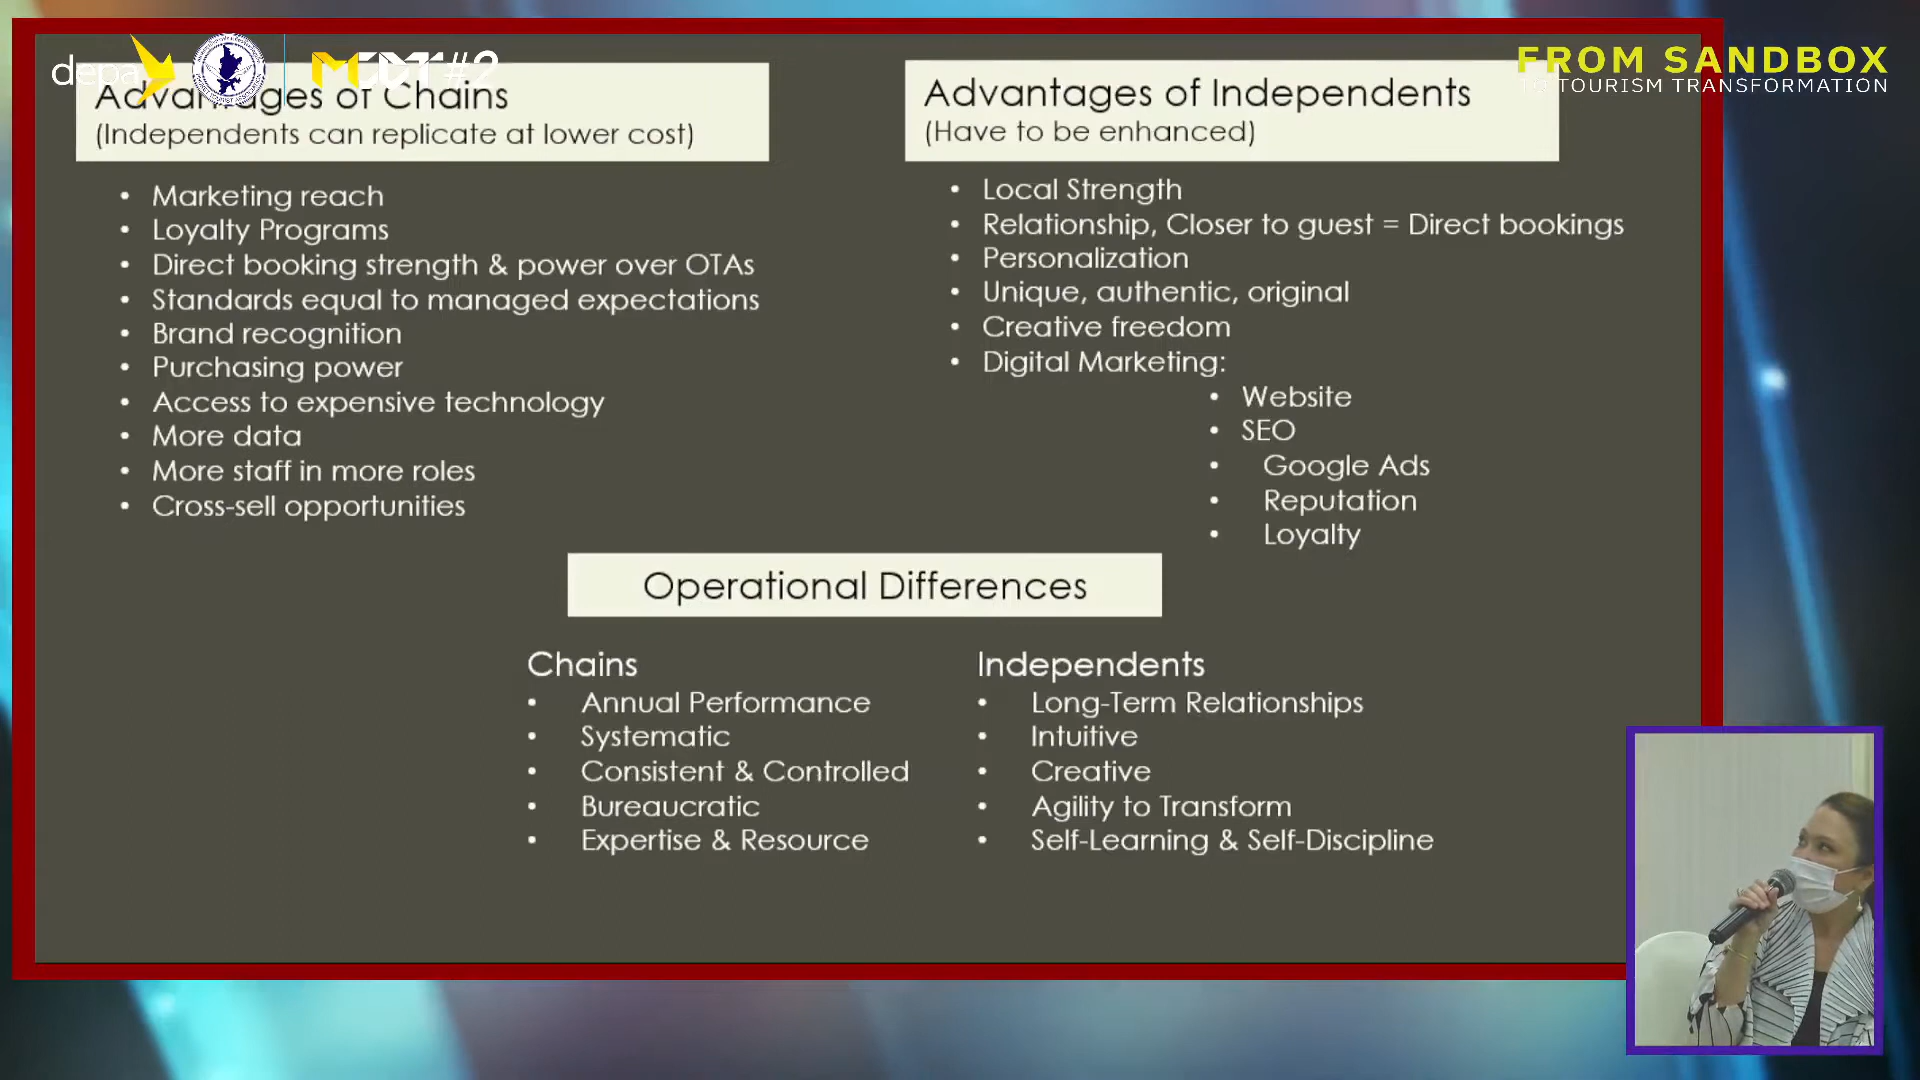 depa
#2
FROM SANDBOX
TOURISM TRANSFORMATION
Advantages of Chains
(Independents can replicate at lower cost)
• Marketing reach
• Loyalty Programs
• Direct booking strength & power over OTAs
• Standards equal to managed expectations
• Brand recognition
• Purchasing power
• Access to expensive technology
• More data
• More staff in more roles
• Cross-sell opportunities
Advantages of Independents
(Have to be enhanced)
• Local Strength
• Relationship, Closer to guest = Direct bookings
• Personalization
• Unique, authentic, original
• Creative freedom
• Digital Marketing:
• Website
• SEO
• Google Ads
• Reputation
• Loyalty
Operational Differences
Chains
• Annual Performance
• Systematic
• Consistent & Controlled
• Bureaucratic
• Expertise & Resource
Independents
• Long-Term Relationships
• Intuitive
• Creative
• Agility to Transform
• Self-Learning & Self-Discipline